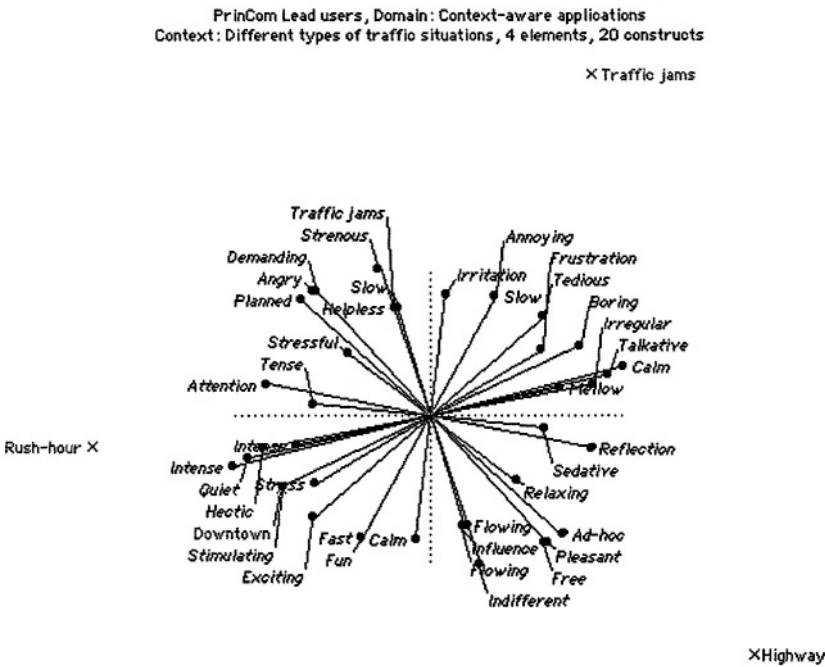 PrinCom Lead users, Domain: Context-aware applications
Context: Different types of traffic situations, 4 elements, 20 constructs
× Traffic jams
Traffic jams
Strenous
Annoying
Demanding
Frustration
Angry
Slow
Irritation
Tedious
Planned
Helpless
Slow
Boring
Irregular
Stressful
Talkative
Tense
Calm
Attention
Mellow
Rush-hour ×
Intense
Reflection
Intense
Stress
Sedative
Quiet
Relaxing
Hectic
Downtown
Fast
Calm
Flowing
Ad-hoc
Stimulating
Fun
Influence
Pleasant
Exciting
Flowing
Free
Indifferent
×Highway